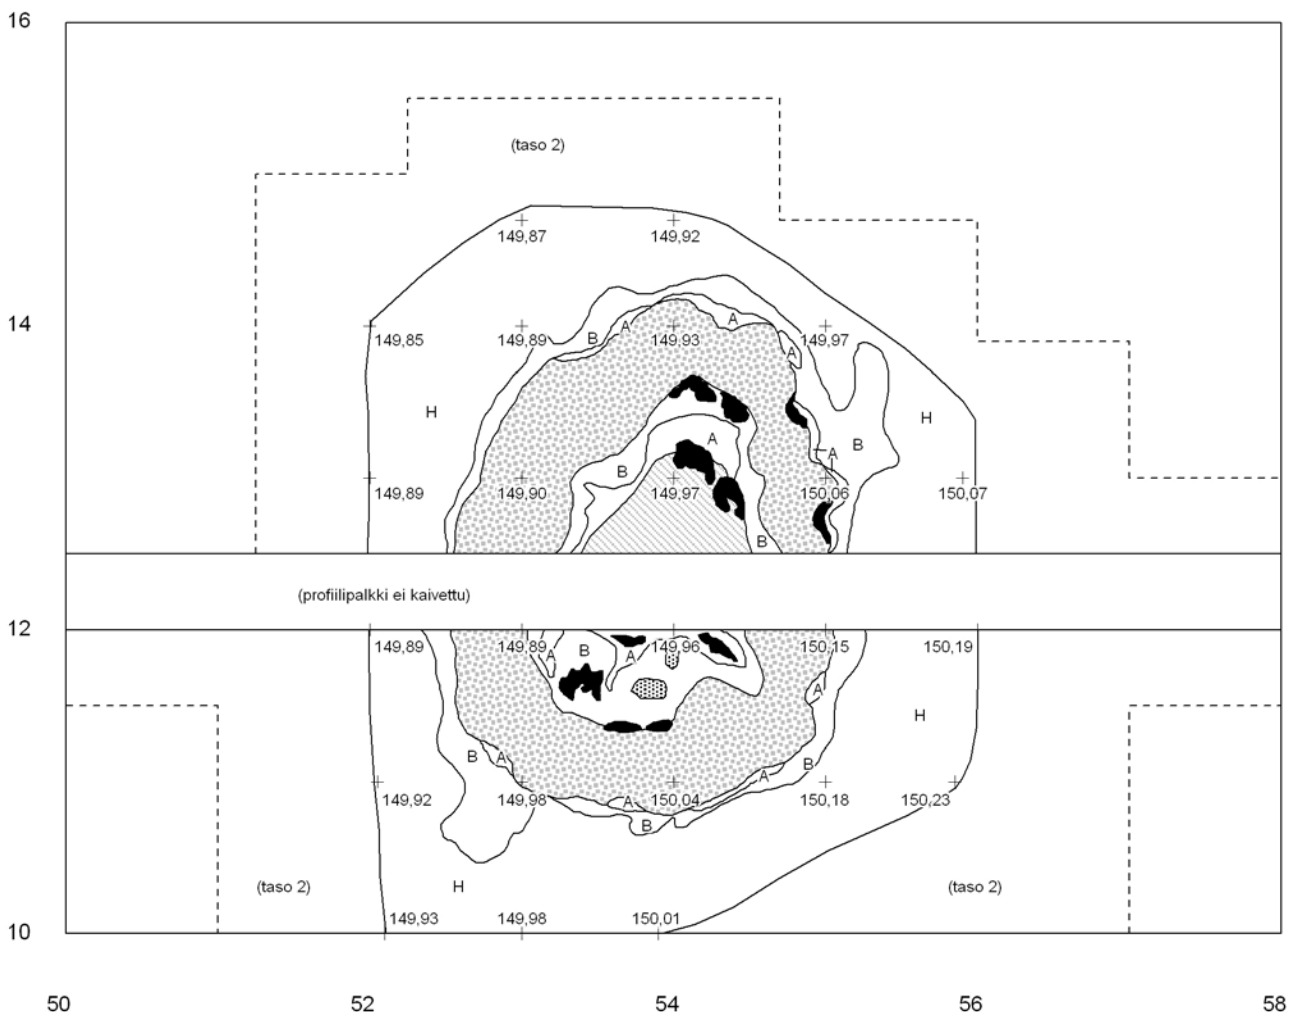 16
(taso 2)
149,87 149,92
14
A A
B
149,85 149,89 149,93 149,97
A
H H
A B
A
B
149,89 149,90 149,97 150,06 150,07
B
(profiilipalkki ei kaivettu)
12
149,89 149,89 B 149,96 150,15 150,19
A A
A
H
B A B
A
149,92 149,98 A 150,04 150,18 150,23
B
(taso 2) H (taso 2)
149,93 149,98 150,01
10
50 52 54 56 58